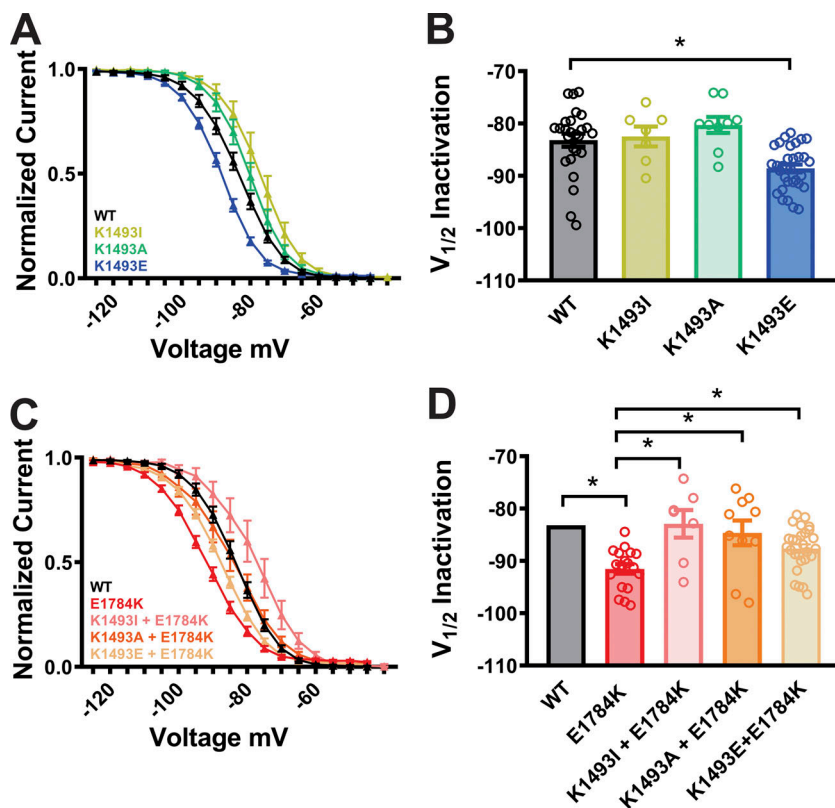 A
Normalized Current
1.0
0.5
0.0
WT
K1493I
K1493A
K1493E
-120
-100
-80
-60
Voltage mV
B
V1/2 Inactivation
*
-70
-80
-90
-100
-110
WT
K1493I
K1493A
K1493E
C
Normalized Current
1.0
0.5
0.0
WT
E1784K
K1493I + E1784K
K1493A + E1784K
K1493E + E1784K
-120
-100
-80
-60
Voltage mV
D
V1/2 Inactivation
*
*
*
*
-70
-80
-90
-100
-110
WT
E1784K
K1493I + E1784K
K1493A + E1784K
K1493E+E1784K